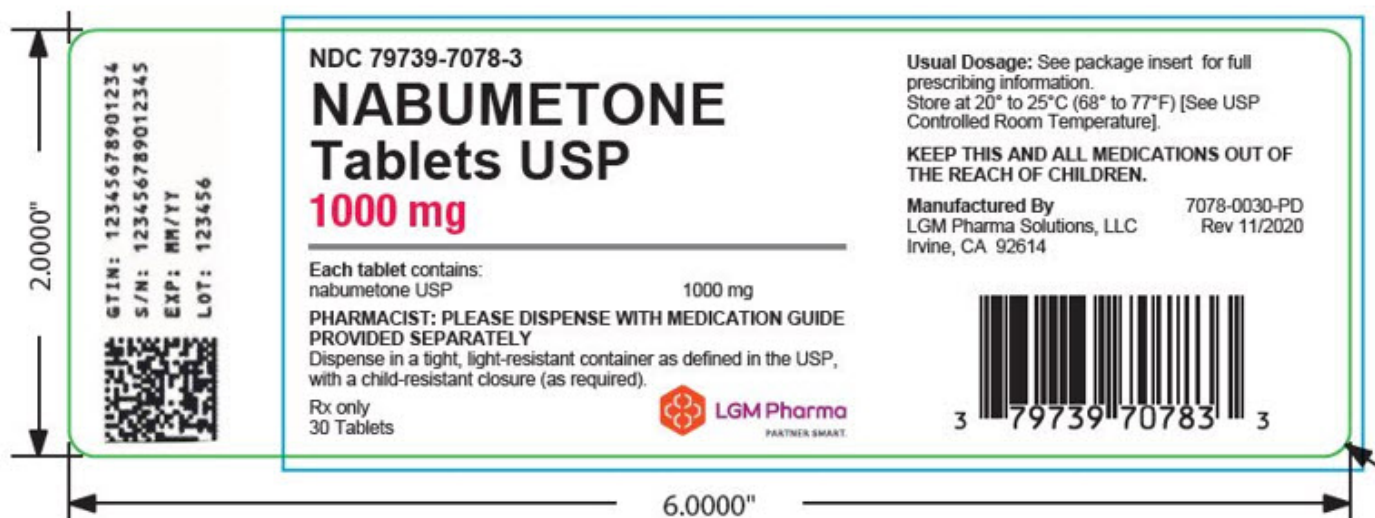 2.0000"
GTIN: 12345678901234
S/N: 123456789012345
EXP: MM/YY
LOT: 123456
NDC 79739-7078-3
NABUMETONE
Tablets USP
1000 mg
Each tablet contains:
nabumetone USP 1000 mg
PHARMACIST: PLEASE DISPENSE WITH MEDICATION GUIDE
PROVIDED SEPARATELY
Dispense in a tight, light-resistant container as defined in the USP,
with a child-resistant closure (as required).
Rx only
30 Tablets
LGM Pharma
PARTNER SMART.
Usual Dosage: See package insert for full
prescribing information.
Store at 20° to 25°C (68° to 77°F) [See USP
Controlled Room Temperature].
KEEP THIS AND ALL MEDICATIONS OUT OF
THE REACH OF CHILDREN.
Manufactured By 7078-0030-PD
LGM Pharma Solutions, LLC Rev 11/2020
Irvine, CA 92614
3 79739 70783 3
6.0000"